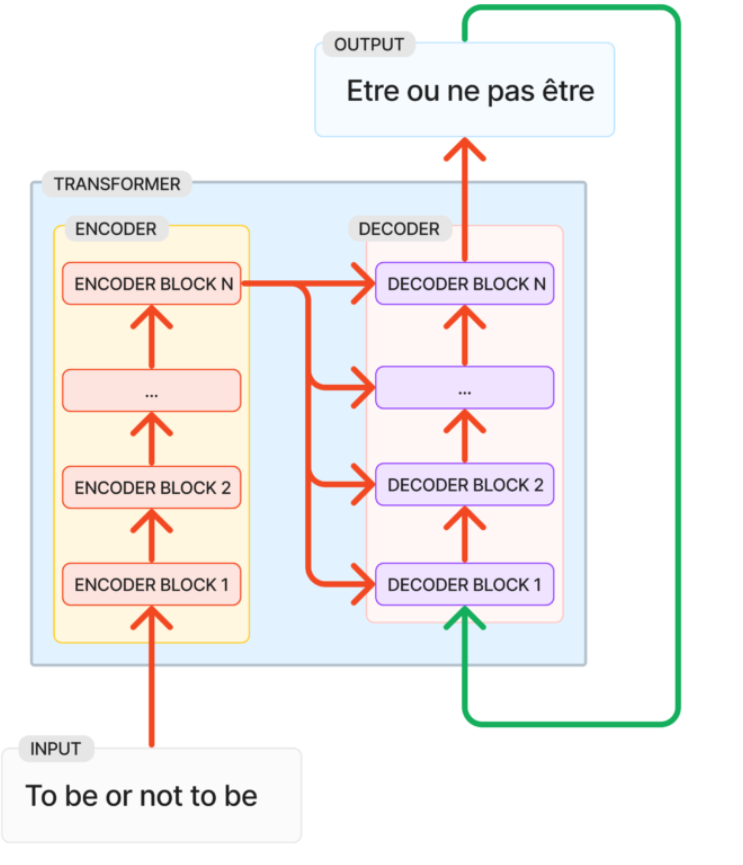 OUTPUT
Etre ou ne pas être
TRANSFORMER
ENCODER
DECODER
ENCODER BLOCK N
DECODER BLOCK N
...
...
ENCODER BLOCK 2
DECODER BLOCK 2
ENCODER BLOCK 1
DECODER BLOCK 1
INPUT
To be or not to be